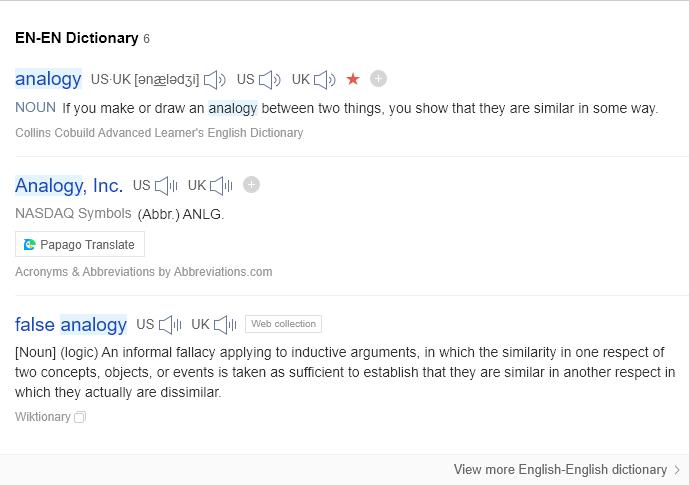 EN-EN Dictionary 6
analogy US·UK [ənælədʒi] US UK
NOUN If you make or draw an analogy between two things, you show that they are similar in some way.
Collins Cobuild Advanced Learner's English Dictionary
Analogy, Inc. US UK
NASDAQ Symbols (Abbr.) ANLG.
Papago Translate
Acronyms & Abbreviations by Abbreviations.com
false analogy US UK Web collection
[Noun] (logic) An informal fallacy applying to inductive arguments, in which the similarity in one respect of
two concepts, objects, or events is taken as sufficient to establish that they are similar in another respect in
which they actually are dissimilar.
Wiktionary
View more English-English dictionary